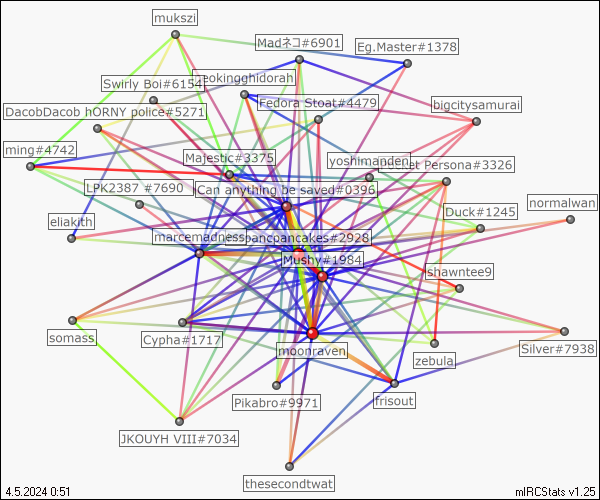 mukszi
Madネコ#6901
Eg.Master#1378
Swirly Boi#6154
eokingghidorah
Fedora Stoat#4479
bigcitysamurai
DacobDacob hORNY police#5271
ming#4742
Majestic#3375
yoshimanden
et Persona#3326
LPK2387 #7690
Can anything be saved#0396
Duck#1245
normalwan
eliakith
marcemadness
pancpancakes#2928
Mushy#1984
shawntee9
somass
Cypha#1717
moonraven
zebula
Silver#7938
Pikabro#9971
frisout
JKOUYH VIII#7034
thesecondtwat
4.5.2024 0:51
mIRCStats v1.25